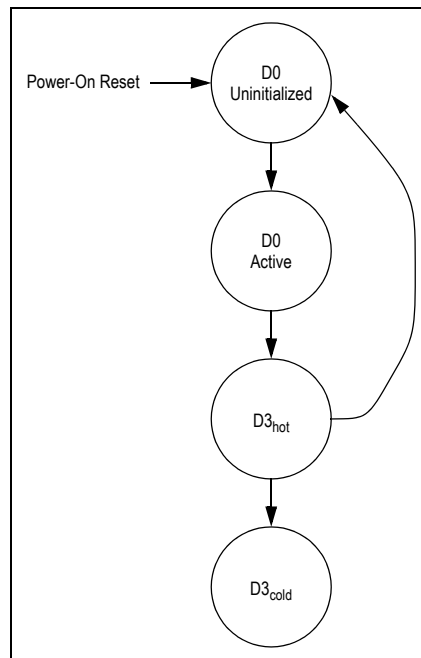 Power-On Reset
D0
Uninitialized
D0
Active
D3hot
D3cold